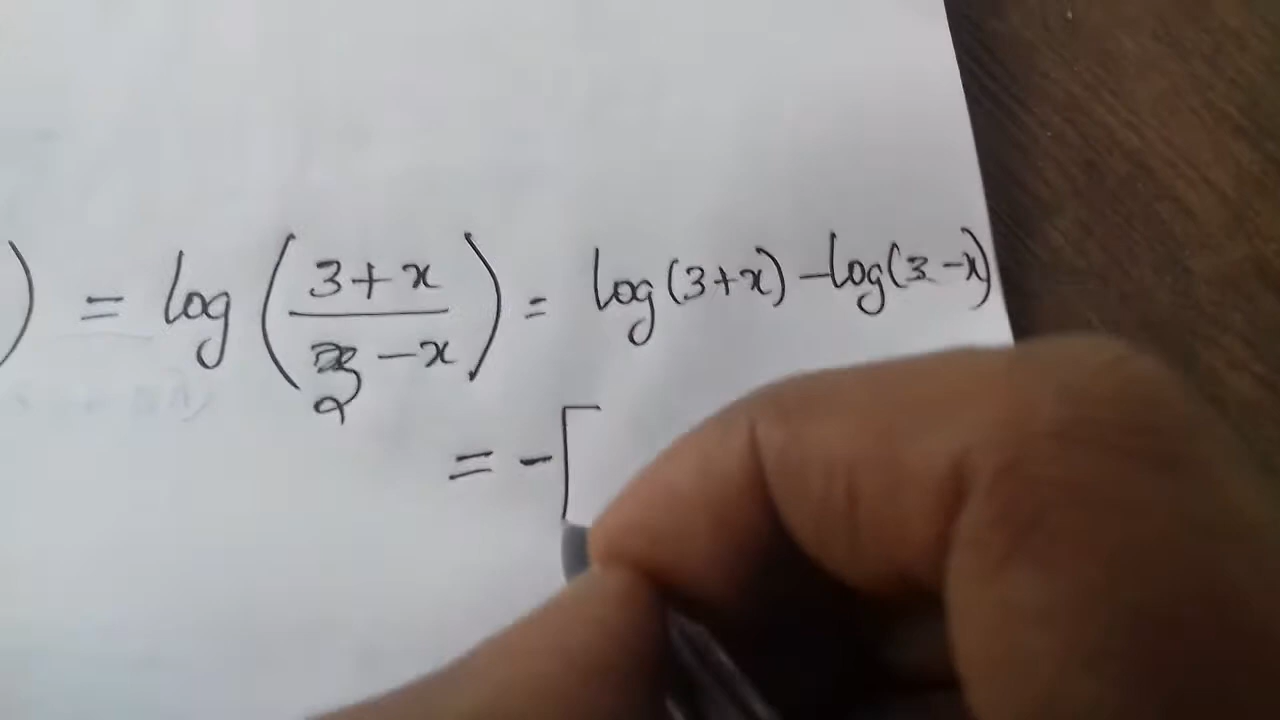 ) = log(3+x / 3-x) = log(3+x) - log(3-x)
= -[